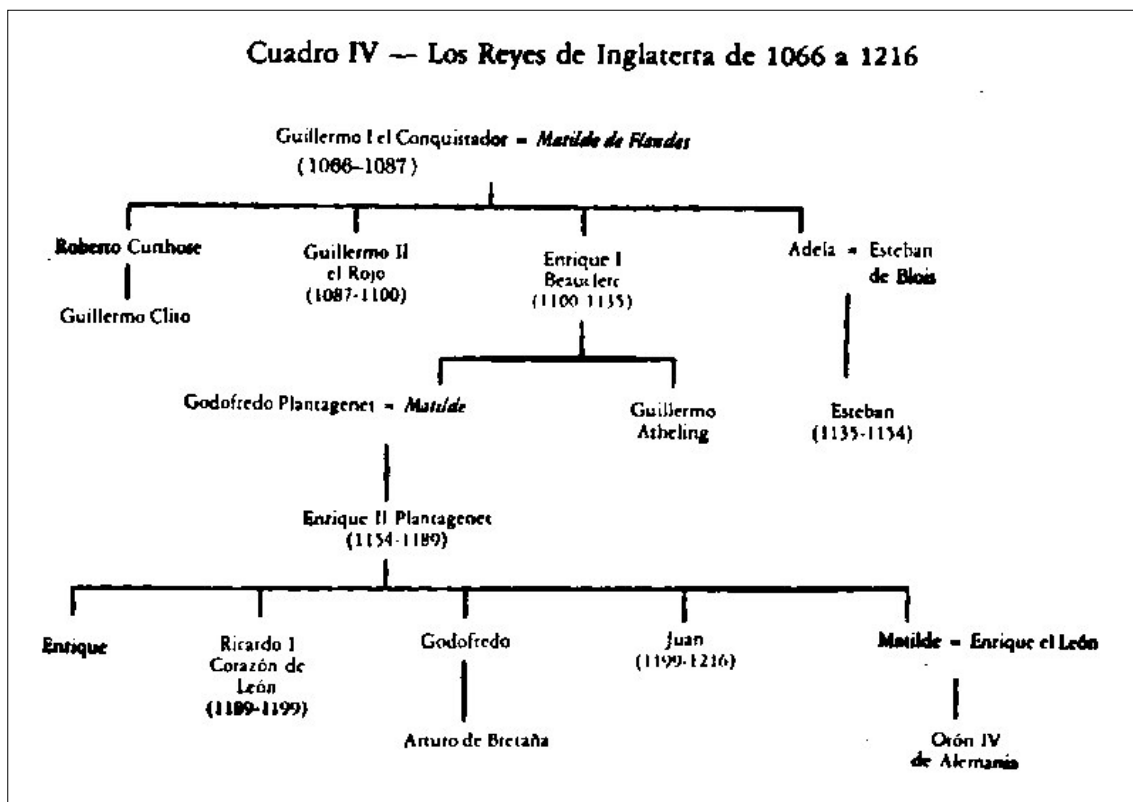 Cuadro IV — Los Reyes de Inglaterra de 1066 a 1216
Guillermo I el Conquistador = Matilde de Flandes
(1066-1087)
Roberto Curthose
Guillermo Clito
Guillermo II
el Rojo
(1087-1100)
Enrique I
Beauclerc
(1100-1135)
Adela = Esteban
de Blois
Godofredo Plantagenet = Matilde
Guillermo
Atheling
Esteban
(1135-1154)
Enrique II Plantagenet
(1154-1189)
Enrique
Ricardo I
Corazón de
León
(1189-1199)
Godofredo
Juan
(1199-1216)
Matilde = Enrique el León
Arturo de Bretaña
Otón IV
de Alemania